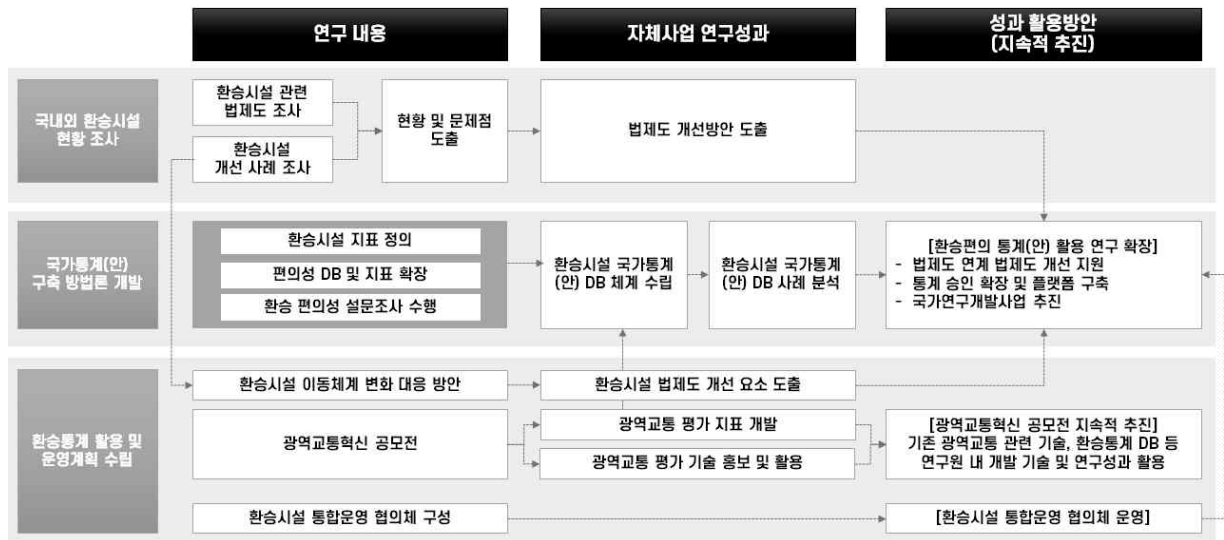 연구 내용
자체사업 연구성과
성과 활용방안
(지속적 추진)
국내외 환승시설
현황 조사
환승시설 관련
법제도 조사
환승시설
개선 사례 조사
현황 및 문제점
도출
법제도 개선방안 도출
국가통계(안)
구축 방법론 개발
환승시설 지표 정의
편의성 DB 및 지표 확장
환승 편의성 설문조사 수행
환승시설 국가통계
(안) DB 체계 수립
환승시설 국가통계
(안) DB 사례 분석
[환승편의 통계(안) 활용 연구 확장]
- 법제도 연계 법제도 개선 지원
- 통계 승인 확장 및 플랫폼 구축
- 국가연구개발사업 추진
환승통계 활용 및
운영계획 수립
환승시설 이동체계 변화 대응 방안
환승시설 법제도 개선 요소 도출
광역교통혁신 공모전
광역교통 평가 지표 개발
광역교통 평가 기술 홍보 및 활용
[광역교통혁신 공모전 지속적 추진]
기존 광역교통 관련 기술, 환승통계 DB 등
연구원 내 개발 기술 및 연구성과 활용
환승시설 통합운영 협의체 구성
[환승시설 통합운영 협의체 운영]